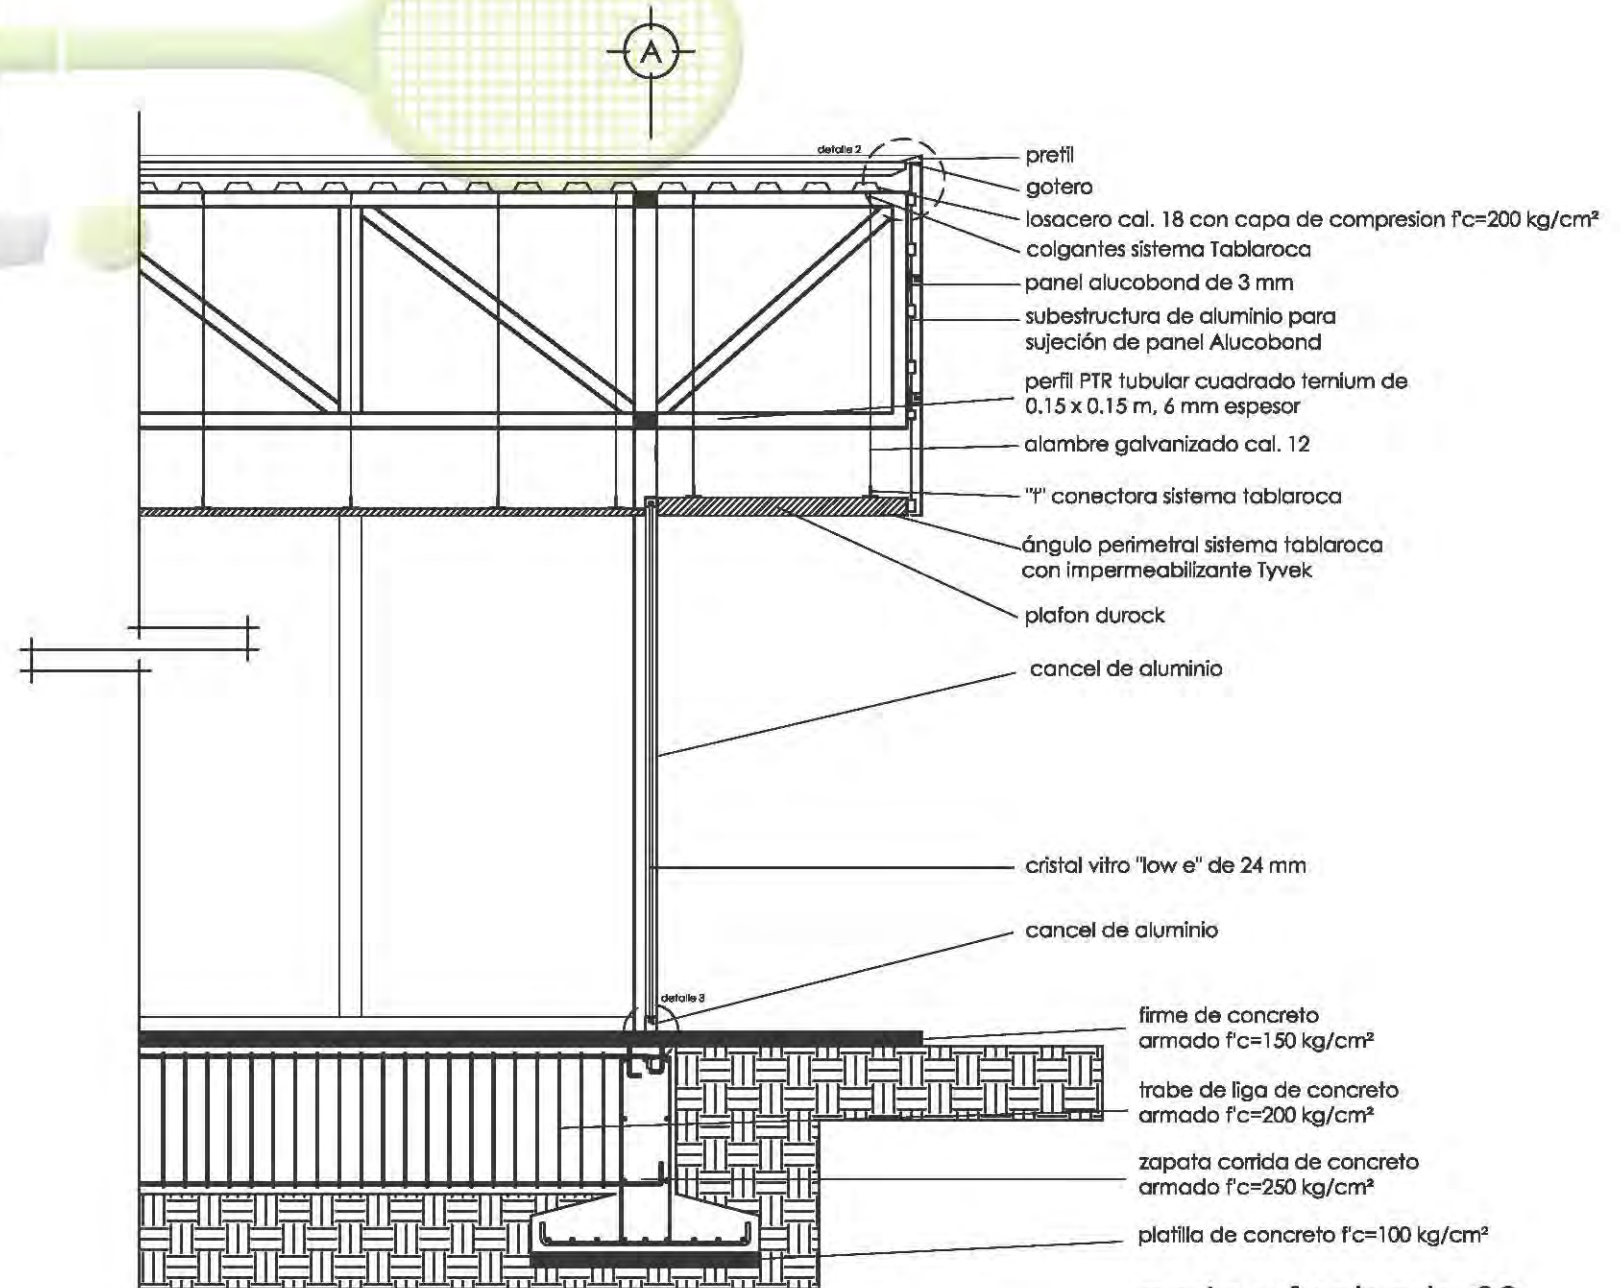 A
detalle 2
pretil
gotero
losacero cal. 18 con capa de compresion f'c=200 kg/cm²
colgantes sistema Tablaroca
panel alucobond de 3 mm
subestructura de aluminio para
sujeción de panel Alucobond
perfil PTR tubular cuadrado ternium de
0.15 x 0.15 m, 6 mm espesor
alambre galvanizado cal. 12
"T" conectora sistema tablaroca
ángulo perimetral sistema tablaroca
con impermeabilizante Tyvek
plafon durock
cancel de aluminio
cristal vitro "low e" de 24 mm
cancel de aluminio
detalle 3
firme de concreto
armado f'c=150 kg/cm²
trabe de liga de concreto
armado f'c=200 kg/cm²
zapata corrida de concreto
armado f'c=250 kg/cm²
platilla de concreto f'c=100 kg/cm²